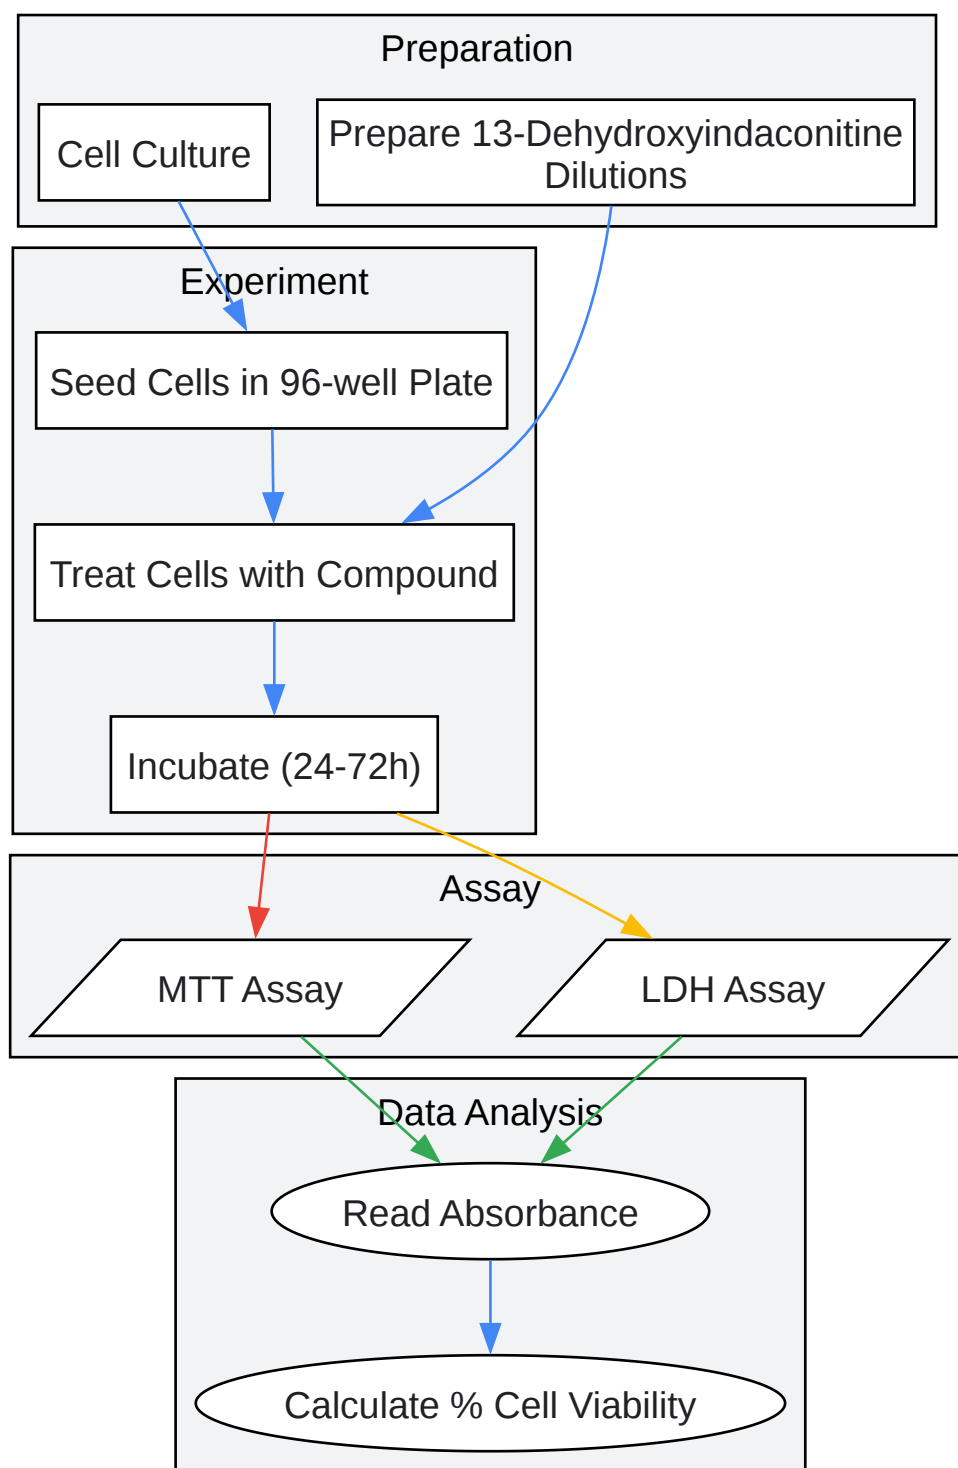 Preparation
Cell Culture
Prepare 13-Dehydroxyindaconitine
Dilutions
Experiment
Seed Cells in 96-well Plate
Treat Cells with Compound
Incubate (24-72h)
Assay
MTT Assay
LDH Assay
Data Analysis
Read Absorbance
Calculate % Cell Viability